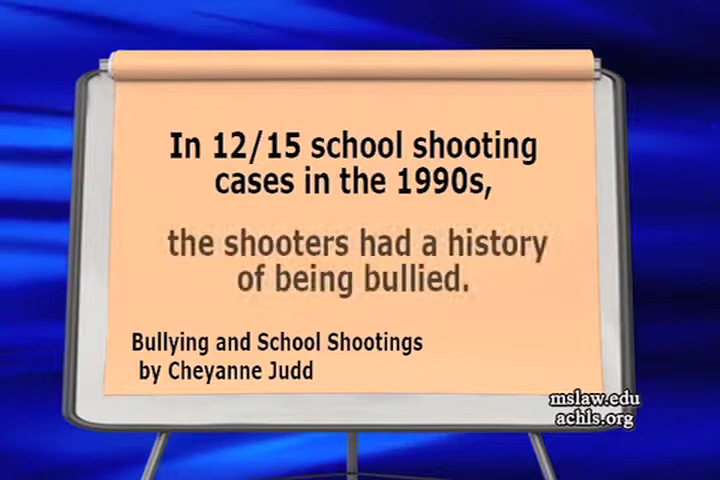 In 12/15 school shooting
cases in the 1990s,
the shooters had a history
of being bullied.
Bullying and School Shootings
by Cheyanne Judd
mslaw.edu
achls.org